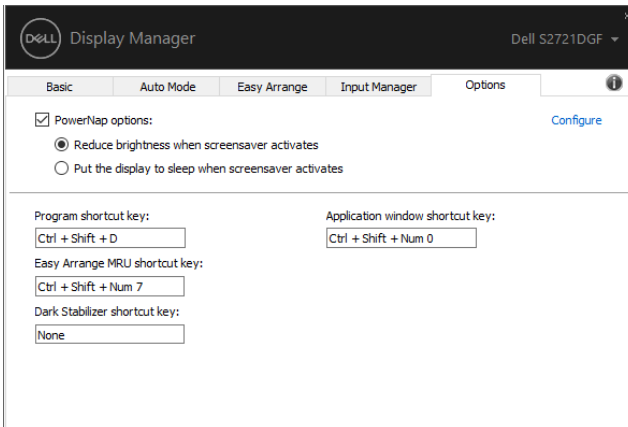 DELL Display Manager
Dell S2721DGF
Basic Auto Mode Easy Arrange Input Manager Options
PowerNap options: Configure
Reduce brightness when screensaver activates
Put the display to sleep when screensaver activates
Program shortcut key: Application window shortcut key:
Ctrl + Shift + D Ctrl + Shift + Num 0
Easy Arrange MRU shortcut key:
Ctrl + Shift + Num 7
Dark Stabilizer shortcut key:
None